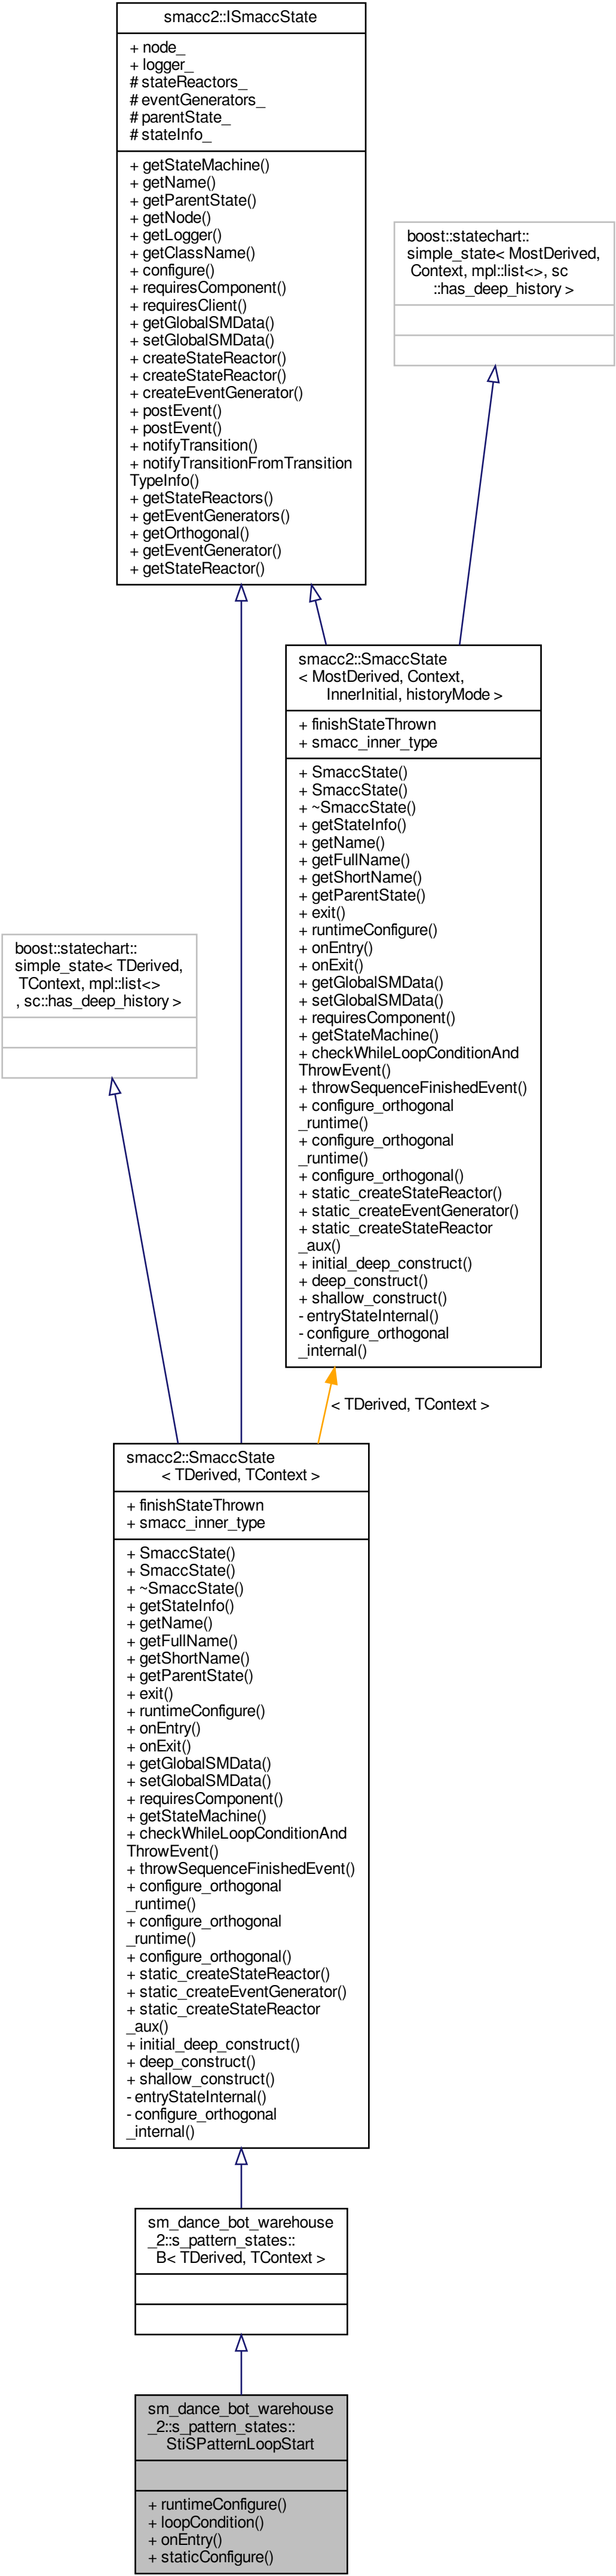 smacc2::ISmaccState
+ node_
+ logger_
# stateReactors_
# eventGenerators_
# parentState_
# stateInfo_
+ getStateMachine()
+ getName()
+ getParentState()
+ getNode()
+ getLogger()
+ getClassName()
+ configure()
+ requiresComponent()
+ requiresClient()
+ getGlobalSMData()
+ setGlobalSMData()
+ createStateReactor()
+ createStateReactor()
+ createEventGenerator()
+ postEvent()
+ postEvent()
+ notifyTransition()
+ notifyTransitionFromTransition
TypeInfo()
+ getStateReactors()
+ getEventGenerators()
+ getOrthogonal()
+ getEventGenerator()
+ getStateReactor()
boost::statechart::
simple_state< MostDerived,
Context, mpl::list<>, sc
::has_deep_history >
smacc2::SmaccState
< MostDerived, Context,
InnerInitial, historyMode >
+ finishStateThrown
+ smacc_inner_type
+ SmaccState()
+ SmaccState()
+ ~SmaccState()
+ getStateInfo()
+ getName()
+ getFullName()
+ getShortName()
+ getParentState()
+ exit()
+ runtimeConfigure()
+ onEntry()
+ onExit()
+ getGlobalSMData()
+ setGlobalSMData()
+ requiresComponent()
+ getStateMachine()
+ checkWhileLoopConditionAnd
ThrowEvent()
+ throwSequenceFinishedEvent()
+ configure_orthogonal
_runtime()
+ configure_orthogonal
_runtime()
+ configure_orthogonal()
+ static_createStateReactor()
+ static_createEventGenerator()
+ static_createStateReactor
_aux()
+ initial_deep_construct()
+ deep_construct()
+ shallow_construct()
- entryStateInternal()
- configure_orthogonal
_internal()
boost::statechart::
simple_state< TDerived,
TContext, mpl::list<>
, sc::has_deep_history >
< TDerived, TContext >
smacc2::SmaccState
< TDerived, TContext >
+ finishStateThrown
+ smacc_inner_type
+ SmaccState()
+ SmaccState()
+ ~SmaccState()
+ getStateInfo()
+ getName()
+ getFullName()
+ getShortName()
+ getParentState()
+ exit()
+ runtimeConfigure()
+ onEntry()
+ onExit()
+ getGlobalSMData()
+ setGlobalSMData()
+ requiresComponent()
+ getStateMachine()
+ checkWhileLoopConditionAnd
ThrowEvent()
+ throwSequenceFinishedEvent()
+ configure_orthogonal
_runtime()
+ configure_orthogonal
_runtime()
+ configure_orthogonal()
+ static_createStateReactor()
+ static_createEventGenerator()
+ static_createStateReactor
_aux()
+ initial_deep_construct()
+ deep_construct()
+ shallow_construct()
- entryStateInternal()
- configure_orthogonal
_internal()
sm_dance_bot_warehouse
_2::s_pattern_states::
B< TDerived, TContext >
sm_dance_bot_warehouse
_2::s_pattern_states::
StiSPatternLoopStart
+ runtimeConfigure()
+ loopCondition()
+ onEntry()
+ staticConfigure()